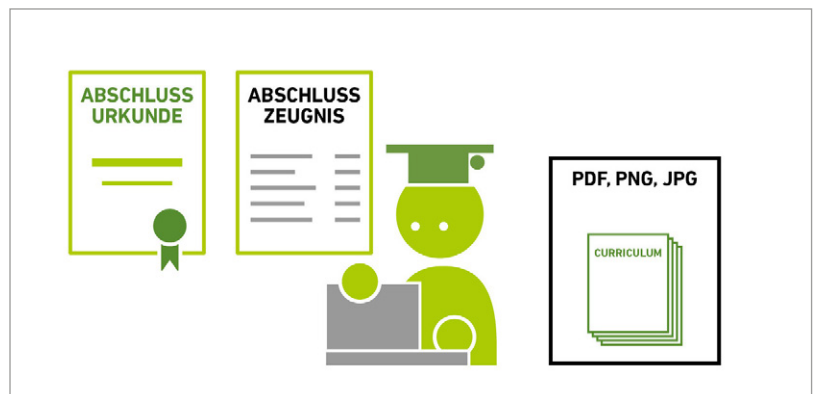 ABSCHLUSS
URKUNDE
ABSCHLUSS
ZEUGNIS
PDF, PNG, JPG
CURRICULUM